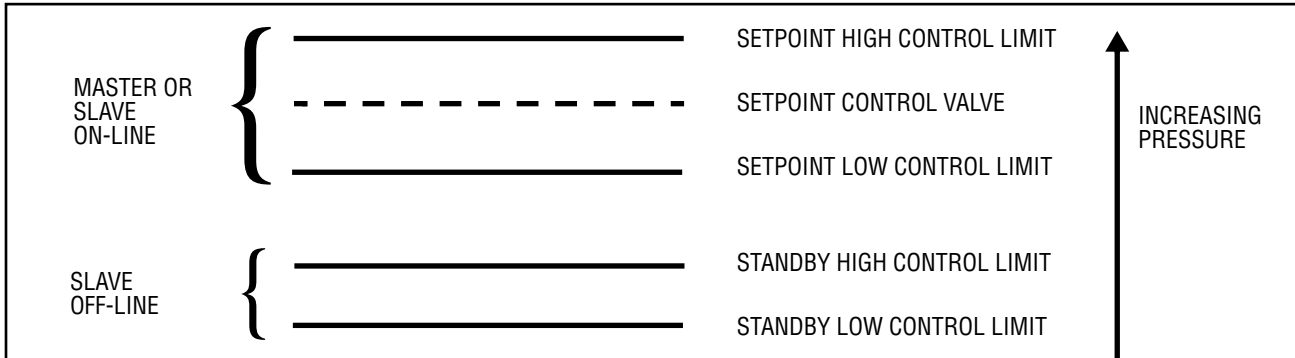 SETPOINT HIGH CONTROL LIMIT
MASTER OR
SLAVE
ON-LINE
SETPOINT CONTROL VALVE
INCREASING
PRESSURE
SETPOINT LOW CONTROL LIMIT
SLAVE
OFF-LINE
STANDBY HIGH CONTROL LIMIT
STANDBY LOW CONTROL LIMIT